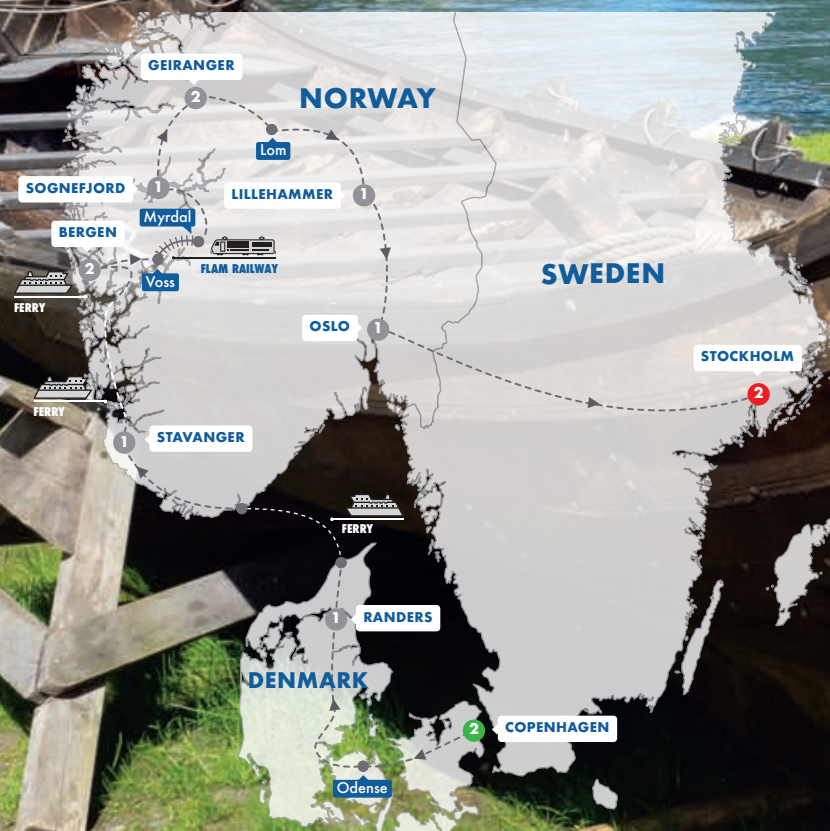 GEIRANGER
2
NORWAY
Lom
SOGNEFJORD
1
LILLEHAMMER
1
Myrdal
BERGEN
2
FLAM RAILWAY
Voss
FERRY
SWEDEN
OSLO
1
STOCKHOLM
2
FERRY
1
STAVANGER
FERRY
1
RANDERS
DENMARK
2
COPENHAGEN
Odense